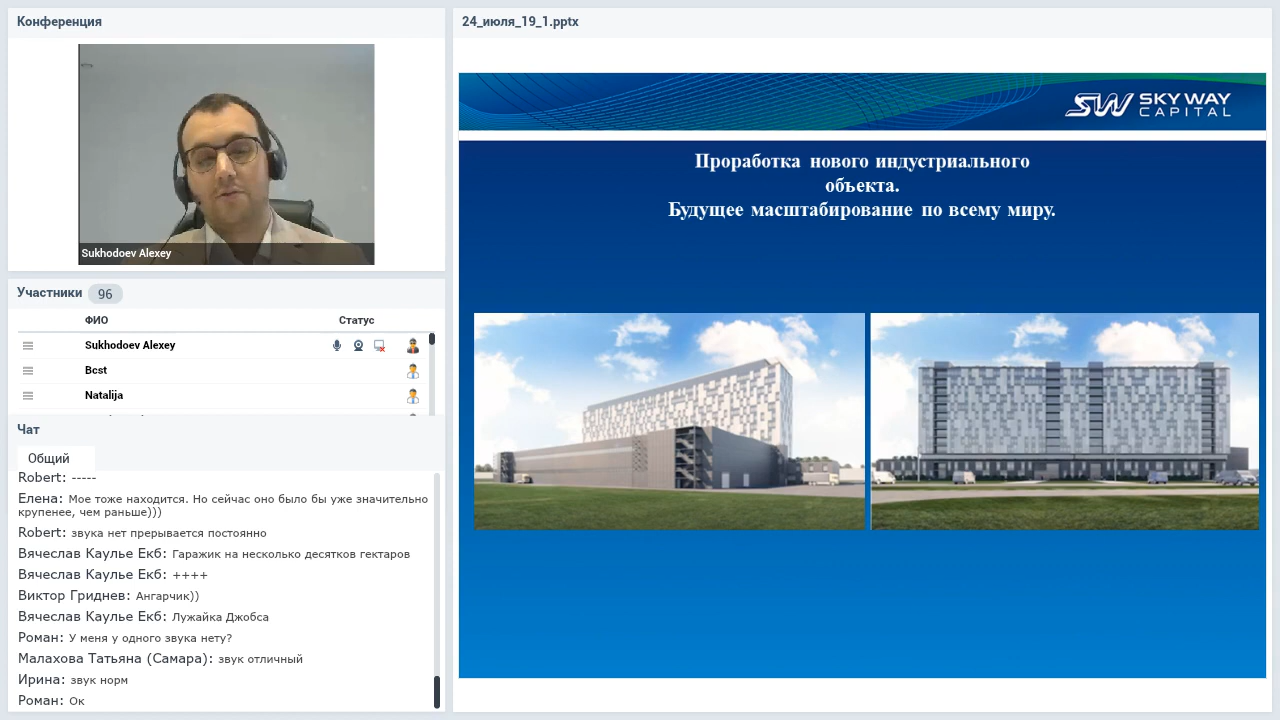 Конференция
Sukhodoev Alexey
Участники 96
ФИО Статус
Sukhodoev Alexey
Bcst
Natalija
Чат
Общий
Robert: -----
Елена: Мое тоже находится. Но сейчас оно было бы уже значительно
крупенее, чем раньше)))
Robert: звука нет прерывается постоянно
Вячеслав Каулье Екб: Гаражик на несколько десятков гектаров
Вячеслав Каулье Екб: ++++
Виктор Гриднев: Ангарчик))
Вячеслав Каулье Екб: Лужайка Джобса
Роман: У меня у одного звука нету?
Малахова Татьяна (Самара): звук отличный
Ирина: звук норм
Роман: Ок
24_июля_19_1.pptx
SW SKY WAY
CAPITAL
Проработка нового индустриального
объекта.
Будущее масштабирование по всему миру.